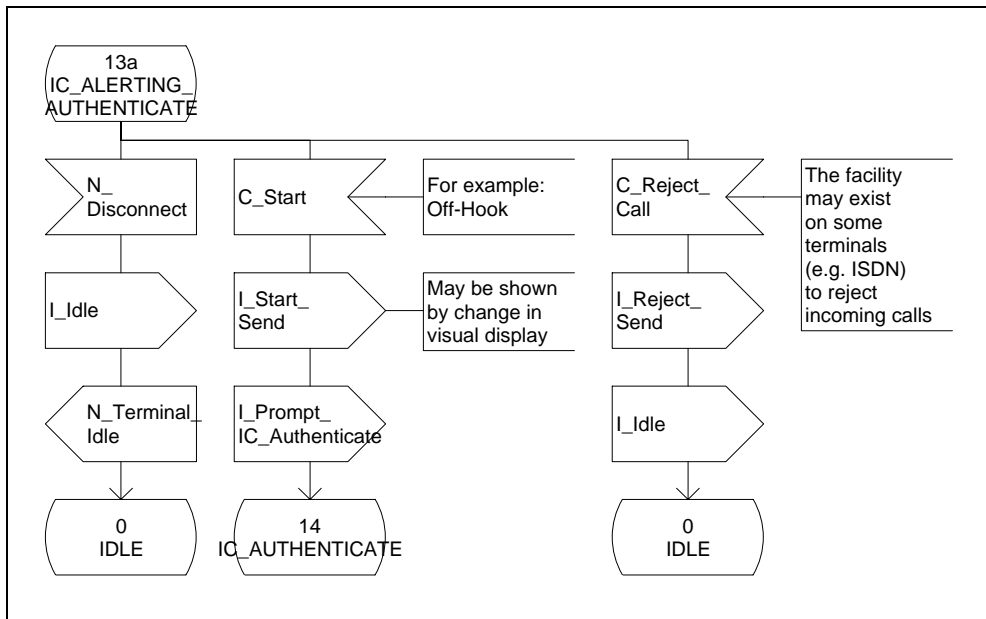 13a
IC_ALERTING_
AUTHENTICATE
N_
Disconnect
C_Start
For example:
Off-Hook
C_Reject_
Call
The facility
may exist
on some
terminals
(e.g. ISDN)
to reject
incoming calls
I_Idle
I_Start_
Send
May be shown
by change in
visual display
I_Reject_
Send
N_Terminal_
Idle
I_Prompt_
IC_Authenticate
I_Idle
0
IDLE
14
IC_AUTHENTICATE
0
IDLE